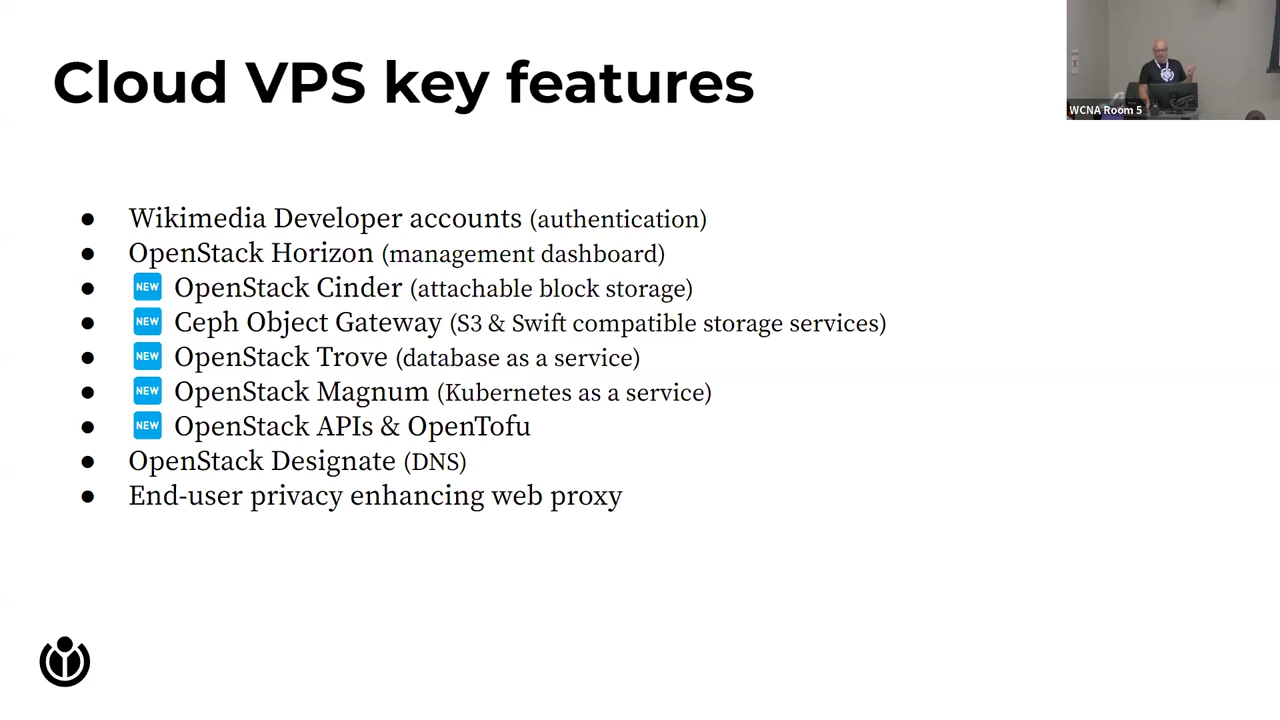 Cloud VPS key features
WCNA Room 5
● Wikimedia Developer accounts (authentication)
● OpenStack Horizon (management dashboard)
● NEW OpenStack Cinder (attachable block storage)
● NEW Ceph Object Gateway (S3 & Swift compatible storage services)
● NEW OpenStack Trove (database as a service)
● NEW OpenStack Magnum (Kubernetes as a service)
● NEW OpenStack APIs & OpenTofu
● OpenStack Designate (DNS)
● End-user privacy enhancing web proxy